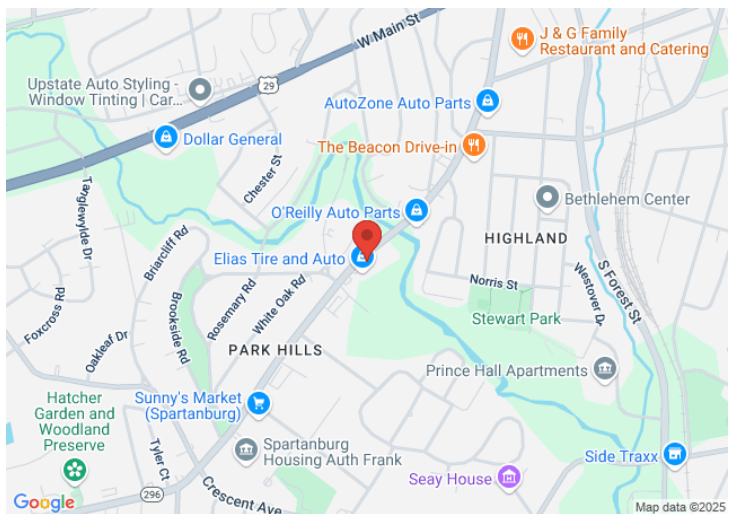 W Main St
J & G Family
Restaurant and Catering
Upstate Auto Styling -
Window Tinting | Car...
29
AutoZone Auto Parts
Dollar General
The Beacon Drive-in
Chester St
Tanglewylde Dr
Bethlehem Center
O'Reilly Auto Parts
Briarcliff Rd
HIGHLAND
Elias Tire and Auto
S Forest St
Norris St
Westover Dr
Foxcross Rd
Brookside Rd
Rosemary Rd
White Oak Rd
Stewart Park
Oakleaf Dr
PARK HILLS
Prince Hall Apartments
Sunny's Market
(Spartanburg)
Hatcher
Garden and
Woodland
Preserve
Tyler Ct
Spartanburg
Housing Auth Frank
Side Traxx
Seay House
296
Crescent Ave
Google
Map data ©2025